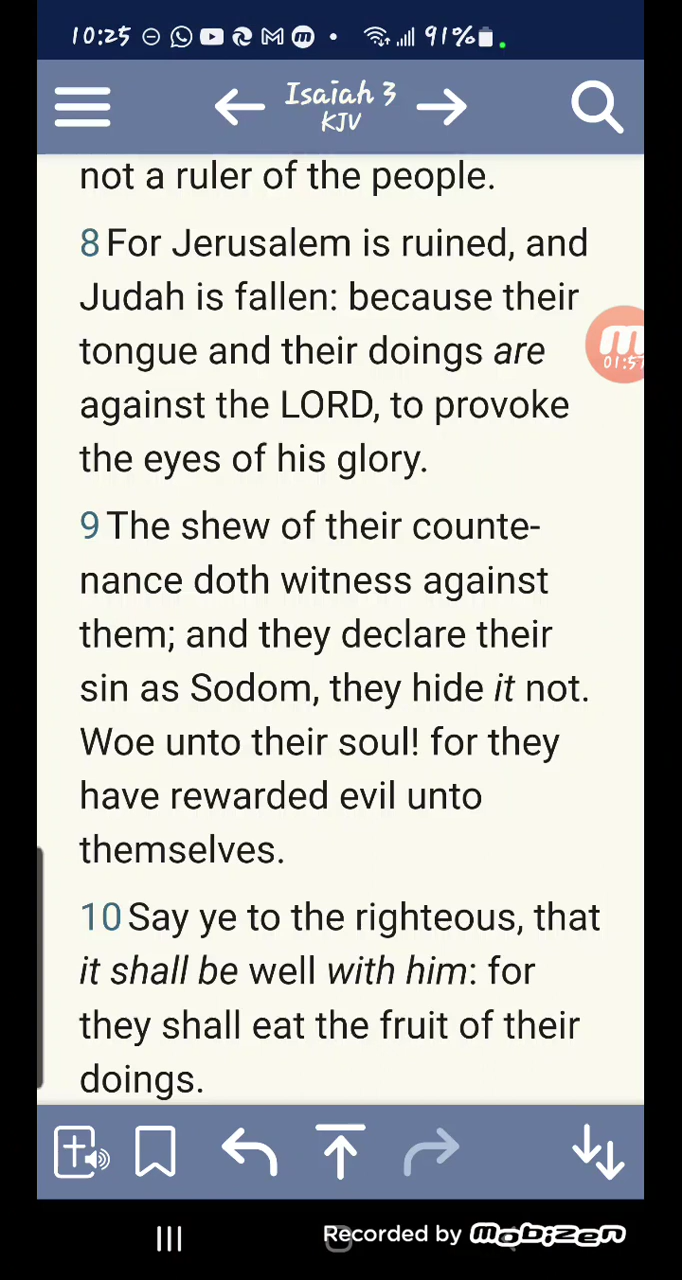 10:25 91%
Isaiah 3
KJV
not a ruler of the people.
8 For Jerusalem is ruined, and
Judah is fallen: because their
tongue and their doings are
against the LORD, to provoke
the eyes of his glory.
9 The shew of their counte-
nance doth witness against
them; and they declare their
sin as Sodom, they hide it not.
Woe unto their soul! for they
have rewarded evil unto
themselves.
10 Say ye to the righteous, that
it shall be well with him: for
they shall eat the fruit of their
doings.
m
01:57
Recorded by mobizen